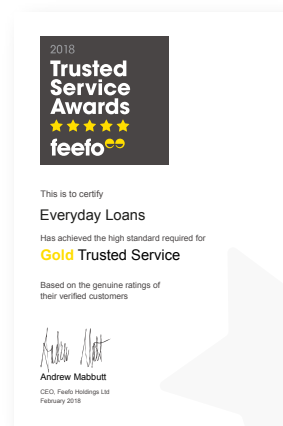 2018
Trusted
Service
Awards
feefo
This is to certify
Everyday Loans
Has achieved the high standard required for
Gold Trusted Service
Based on the genuine ratings of
their verified customers
Andrew Mabbutt
CEO, Feefo Holdings Ltd
February 2018